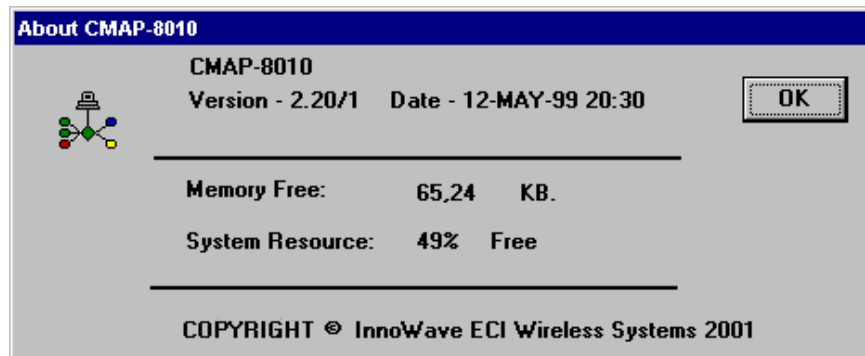 About CMAP-8010
CMAP-8010
Version - 2.20/1 Date - 12-MAY-99 20:30
OK
Memory Free: 65,24 KB.
System Resource: 49% Free
COPYRIGHT © InnoWave ECI Wireless Systems 2001